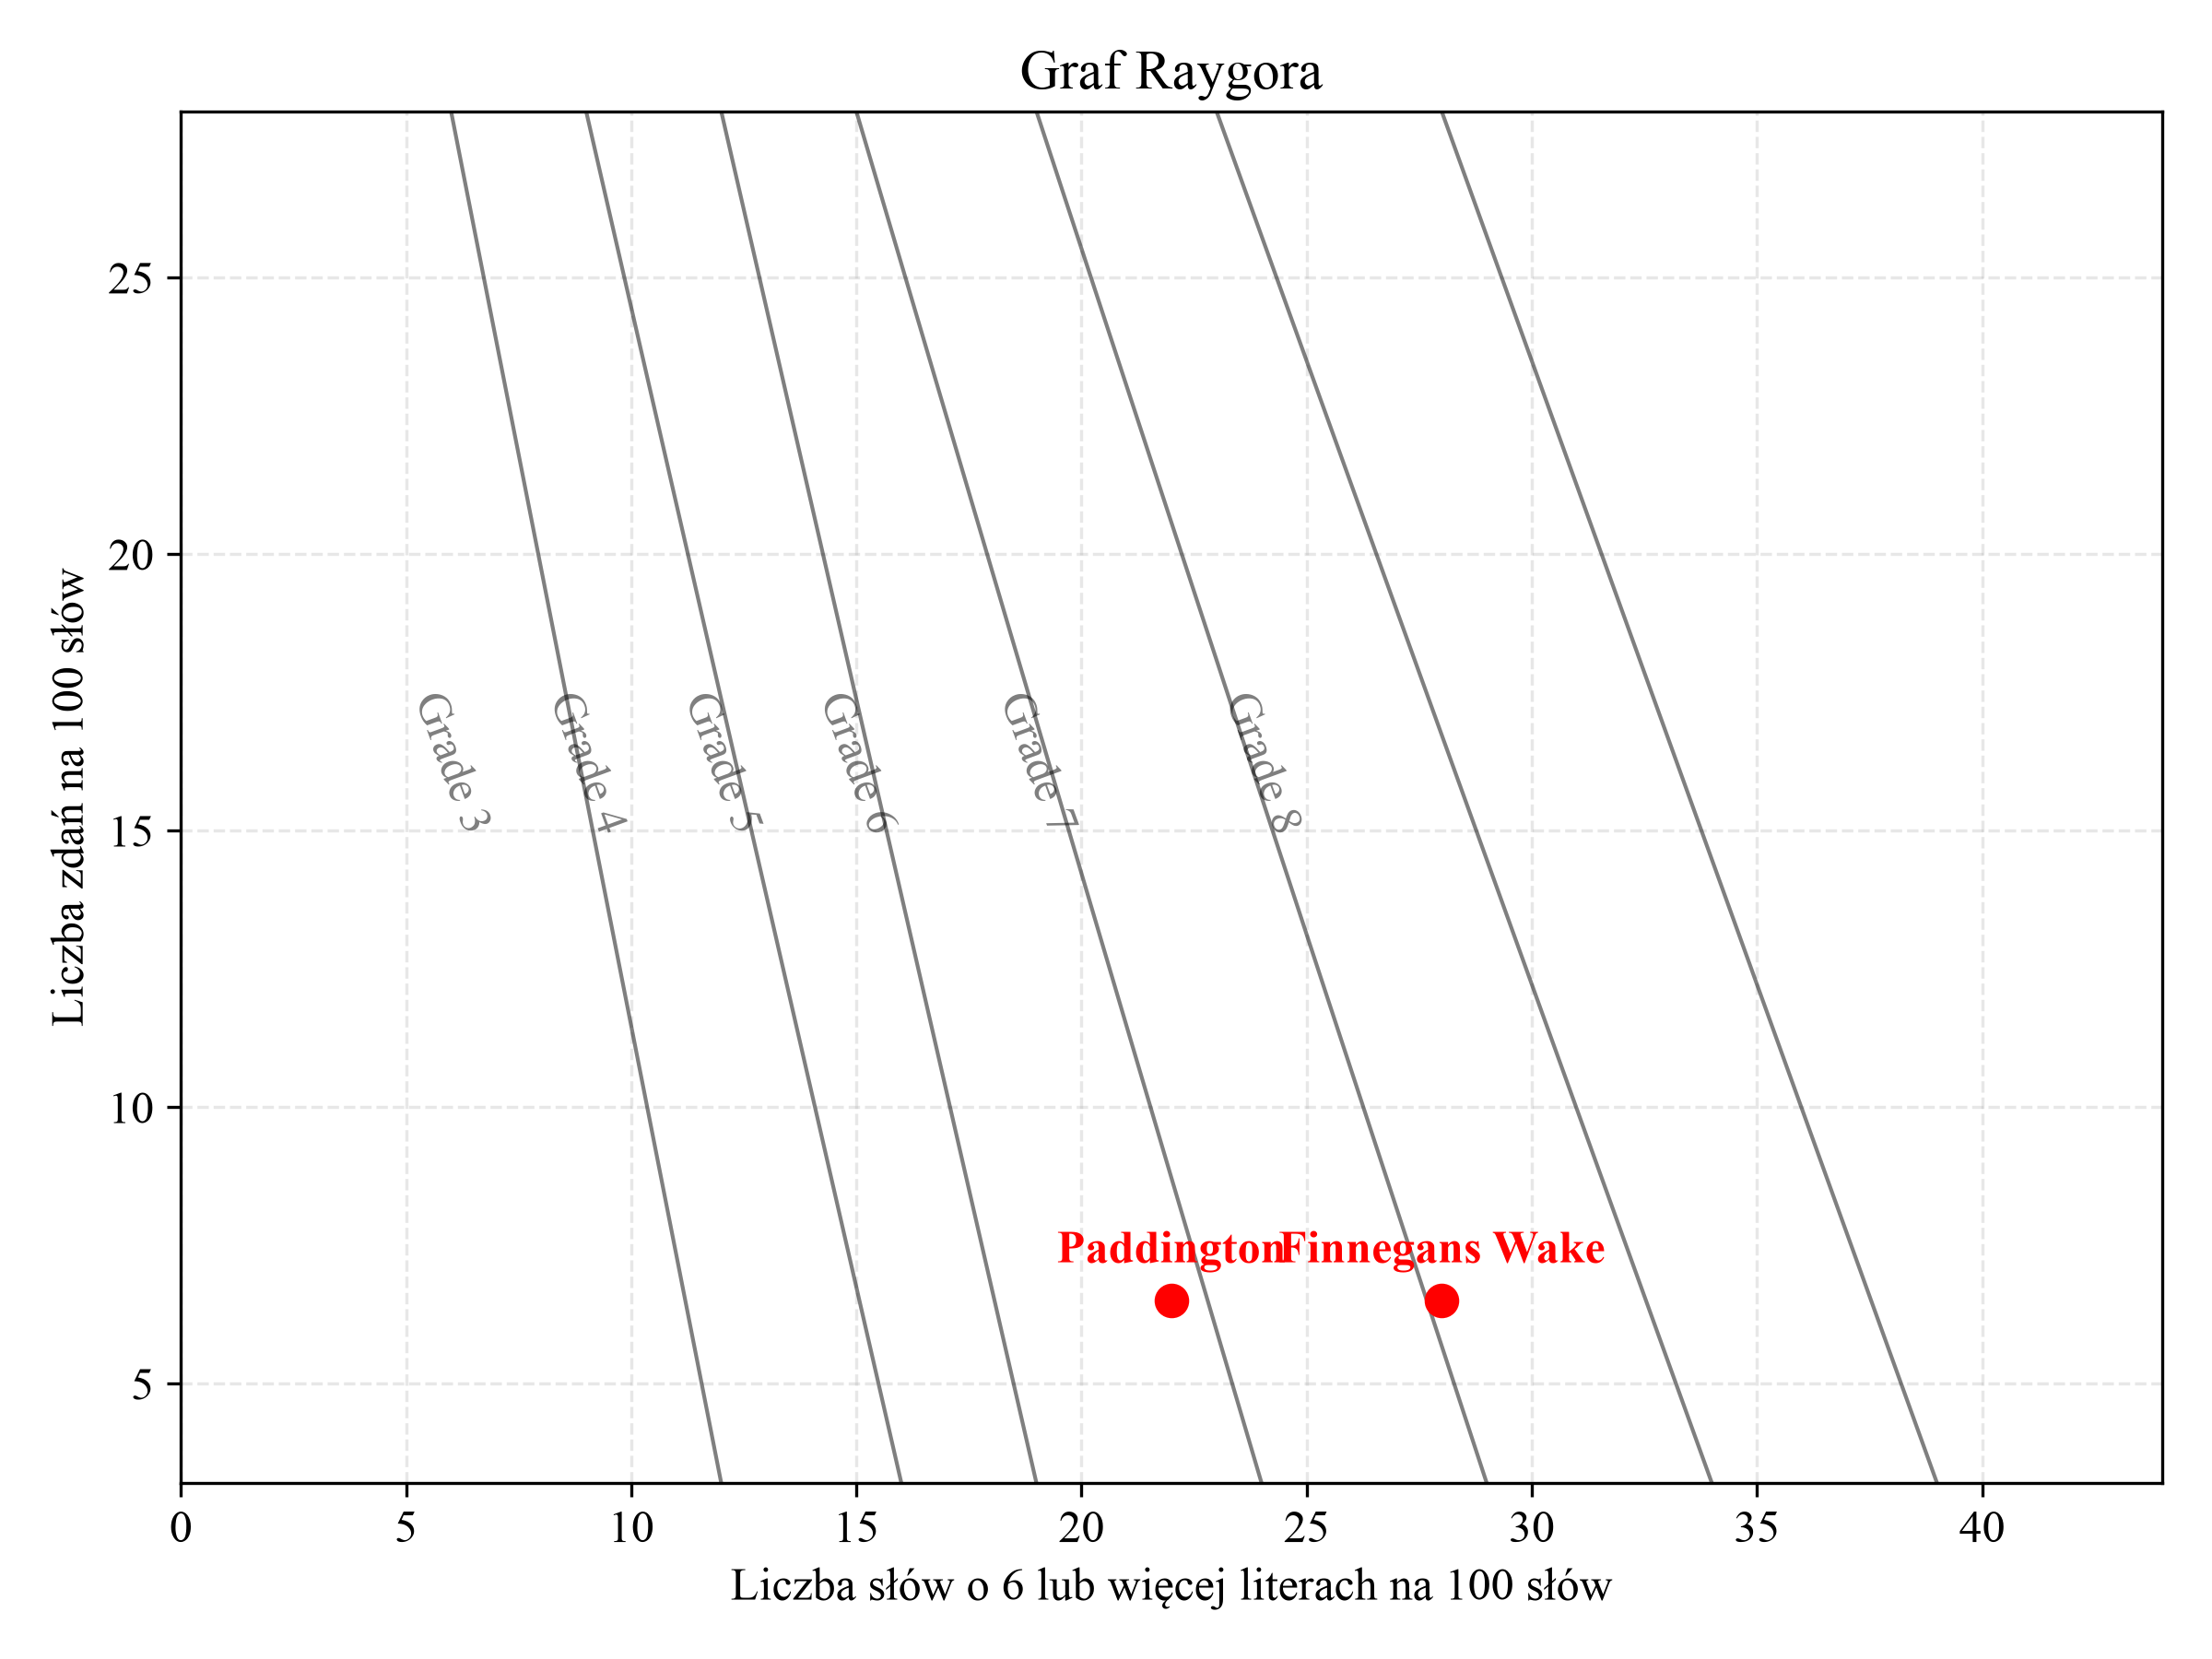 Graf Raygora
Liczba zdań na 100 słów
25
20
15
10
5
Grade 3
Grade 4
Grade 5
Grade 6
Grade 7
Grade 8
Paddington
Finnegans Wake
0
5
10
15
20
25
30
35
40
Liczba słów o 6 lub więcej literach na 100 słów